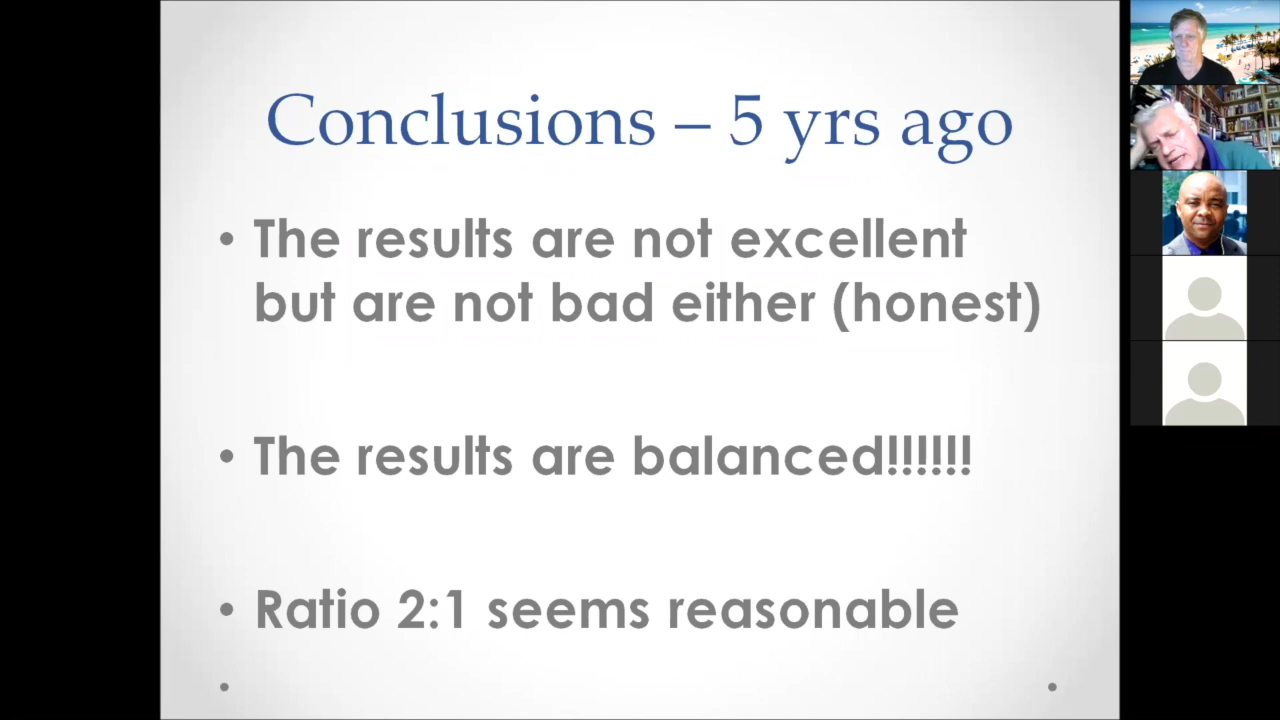 Conclusions – 5 yrs ago
• The results are not excellent
but are not bad either (honest)
• The results are balanced!!!!!!
• Ratio 2:1 seems reasonable